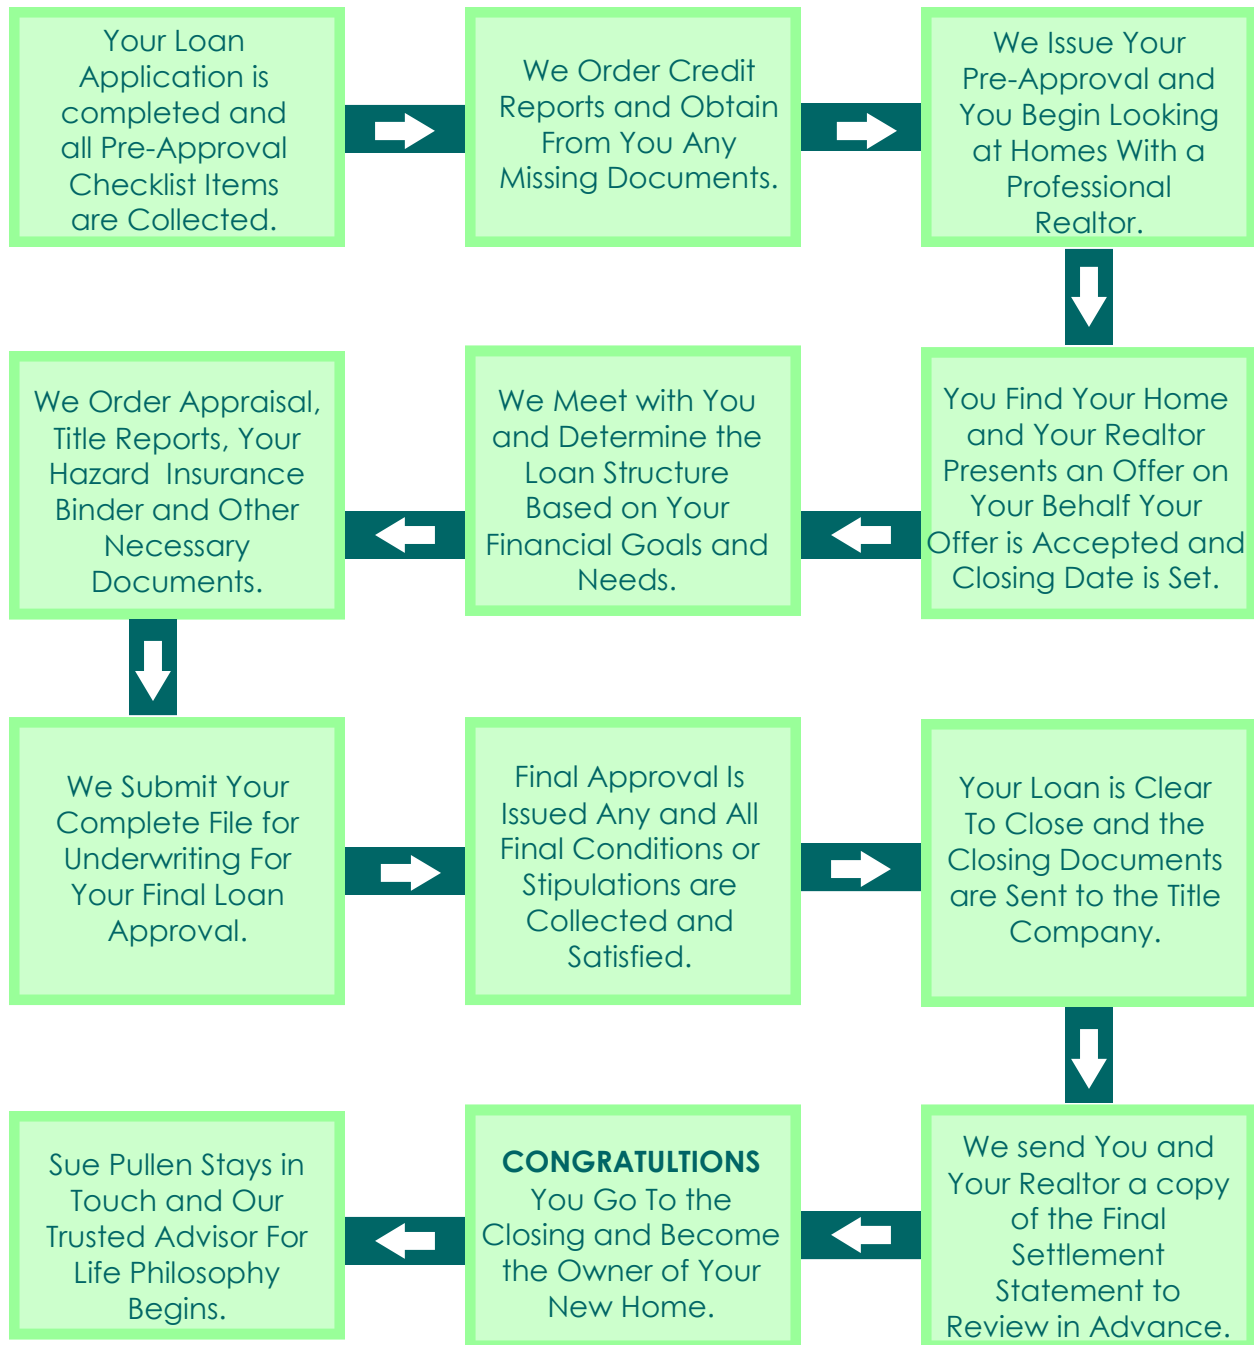 Your Loan
Application is
completed and
all Pre-Approval
Checklist Items
are Collected.
We Order Credit
Reports and Obtain
From You Any
Missing Documents.
We Issue Your
Pre-Approval and
You Begin Looking
at Homes With a
Professional
Realtor.
You Find Your Home
and Your Realtor
Presents an Offer on
Your Behalf Your
Offer is Accepted and
Closing Date is Set.
We Meet with You
and Determine the
Loan Structure
Based on Your
Financial Goals and
Needs.
We Order Appraisal,
Title Reports, Your
Hazard Insurance
Binder and Other
Necessary
Documents.
We Submit Your
Complete File for
Underwriting For
Your Final Loan
Approval.
Final Approval Is
Issued Any and All
Final Conditions or
Stipulations are
Collected and
Satisfied.
Your Loan is Clear
To Close and the
Closing Documents
are Sent to the Title
Company.
We send You and
Your Realtor a copy
of the Final
Settlement
Statement to
Review in Advance.
CONGRATULTIONS
You Go To the
Closing and Become
the Owner of Your
New Home.
Sue Pullen Stays in
Touch and Our
Trusted Advisor For
Life Philosophy
Begins.